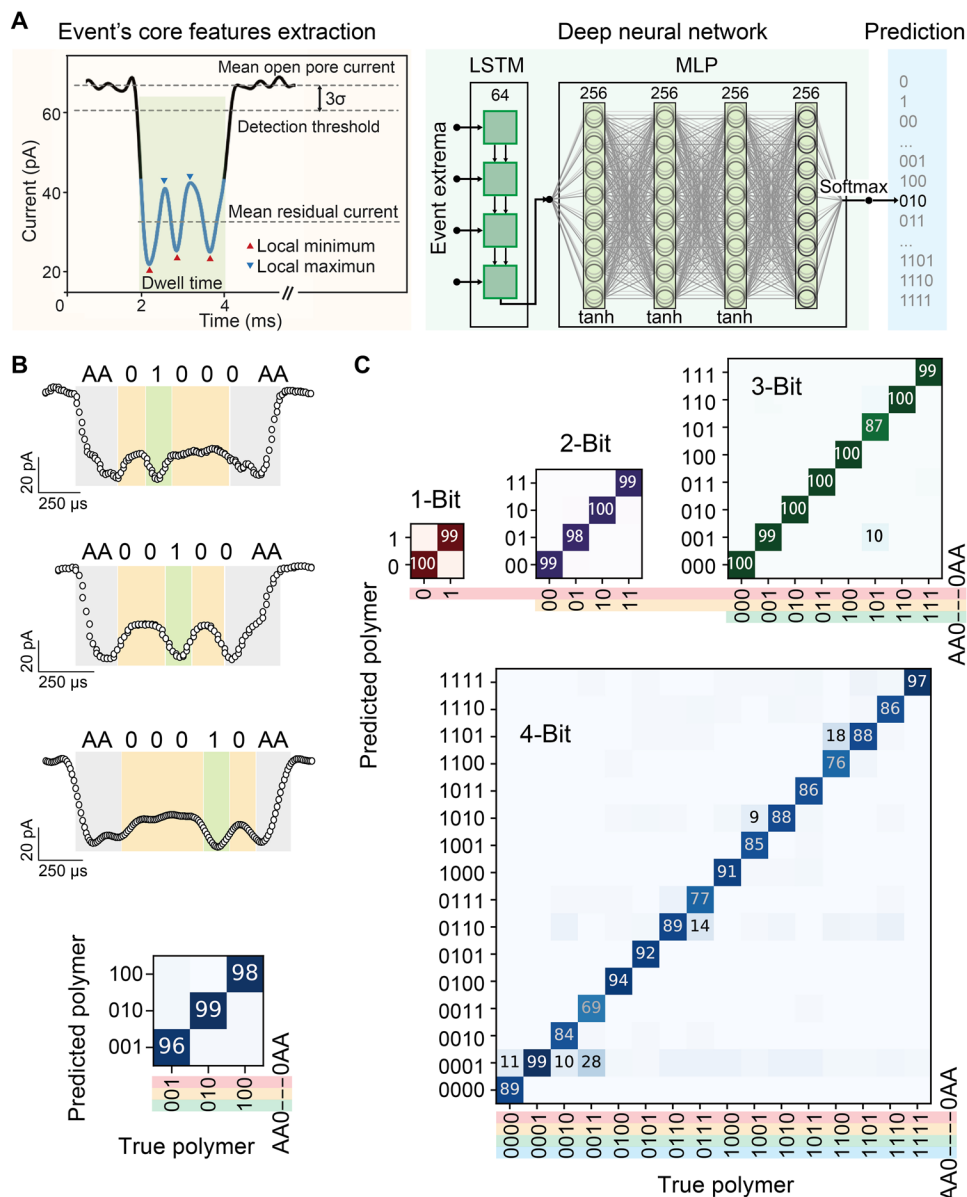 A
Event's core features extraction
Deep neural network
Prediction
Current (pA)
60
40
20
0
2
4
Time (ms)
Mean open pore current
3σ
Detection threshold
Mean residual current
Local minimum
Local maximun
Dwell time
LSTM
MLP
64
256
256
256
256
Event extrema
tanh
tanh
tanh
Softmax
0
1
00
...
001
100
010
011
...
1101
1110
1111
B
AA 0 1 0 0 0 AA
20 pA
250 µs
AA 0 0 1 0 0 AA
20 pA
250 µs
AA 0 0 0 1 0 AA
20 pA
250 µs
Predicted polymer
100
010
001
98
99
96
001
010
100
AA0---0AA
True polymer
C
Predicted polymer
1-Bit
1
0
99
100
0
1
2-Bit
11
10
01
00
99
100
98
99
00
01
10
11
3-Bit
111
110
101
100
011
010
001
000
99
100
87
100
100
100
99
10
100
000
001
010
011
100
101
110
111
AA0---0AA
4-Bit
1111
1110
1101
1100
1011
1010
1001
1000
0111
0110
0101
0100
0011
0010
0001
0000
97
86
18 88
76
86
9 88
85
91
77
89 14
92
94
69
84
11 99 10 28
89
0000
0001
0010
0011
0100
0101
0110
0111
1000
1001
1010
1011
1100
1101
1110
1111
AA0---0AA
True polymer